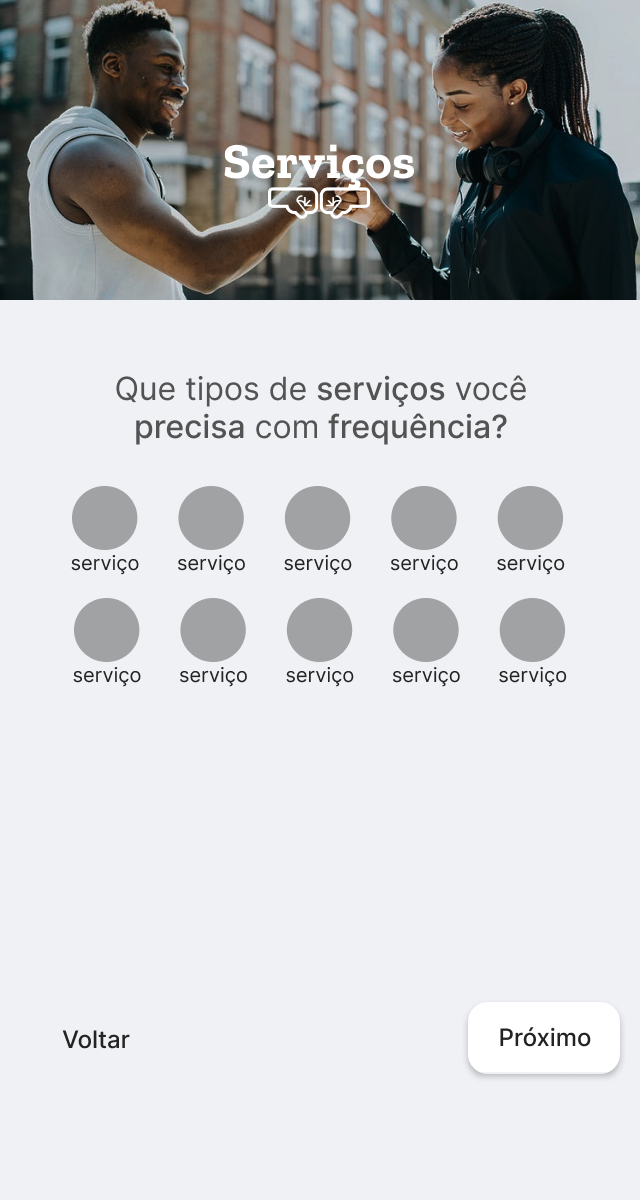 Serviços
Que tipos de serviços você
precisa com frequência?
serviço serviço serviço serviço serviço
serviço serviço serviço serviço serviço
Voltar Próximo